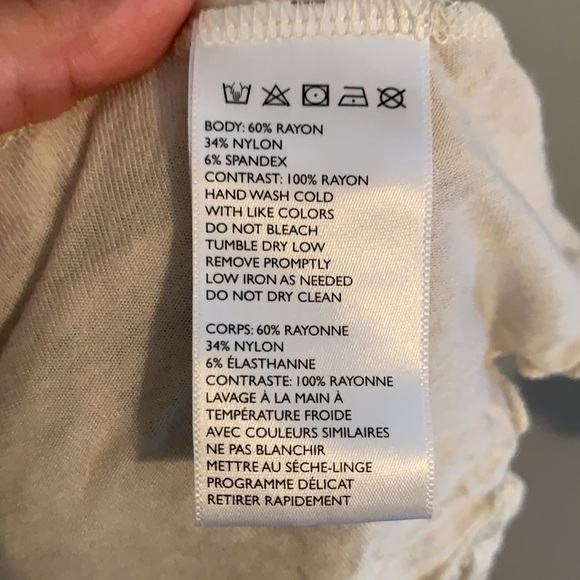 BODY: 60% RAYON
34% NYLON
6% SPANDEX
CONTRAST: 100% RAYON
HAND WASH COLD
WITH LIKE COLORS
DO NOT BLEACH
TUMBLE DRY LOW
REMOVE PROMPTLY
LOW IRON AS NEEDED
DO NOT DRY CLEAN
CORPS: 60% RAYONNE
34% NYLON
6% ÉLASTHANNE
CONTRASTE: 100% RAYONNE
LAVAGE À LA MAIN À
TEMPÉRATURE FROIDE
AVEC COULEURS SIMILAIRES
NE PAS BLANCHIR
METTRE AU SÈCHE-LINGE
PROGRAMME DÉLICAT
RETIRER RAPIDEMENT